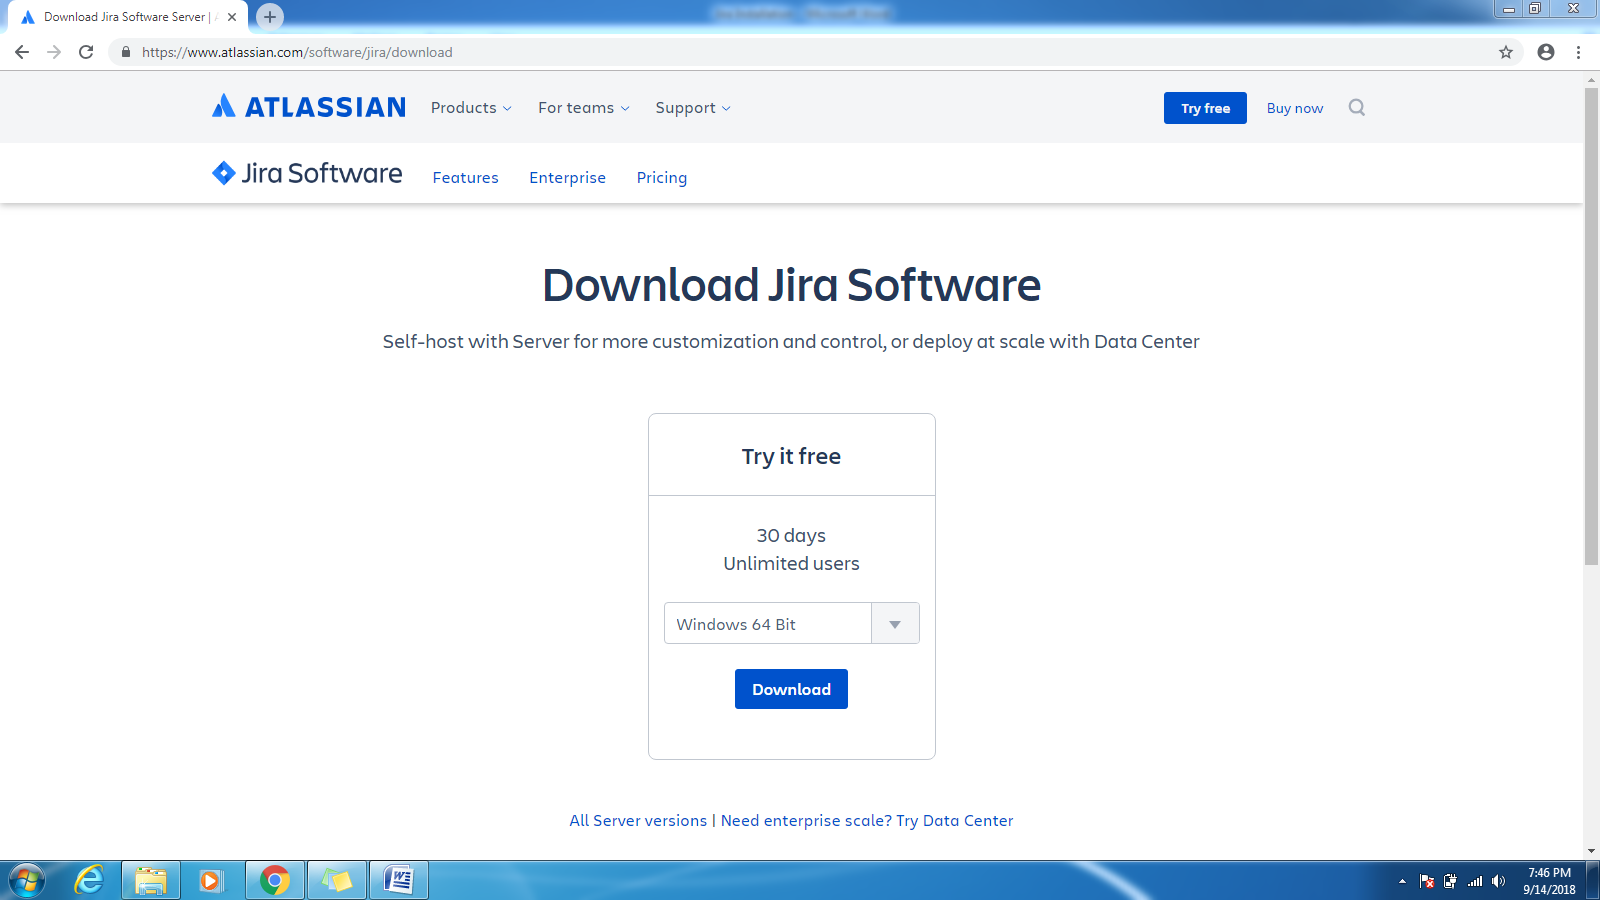 Download Jira Software Server |
https://www.atlassian.com/software/jira/download
ATLASSIAN Products For teams Support Try free Buy now
Jira Software Features Enterprise Pricing
Download Jira Software
Self-host with Server for more customization and control, or deploy at scale with Data Center
Try it free
30 days
Unlimited users
Windows 64 Bit
Download
All Server versions | Need enterprise scale? Try Data Center
7:46 PM
9/14/2018